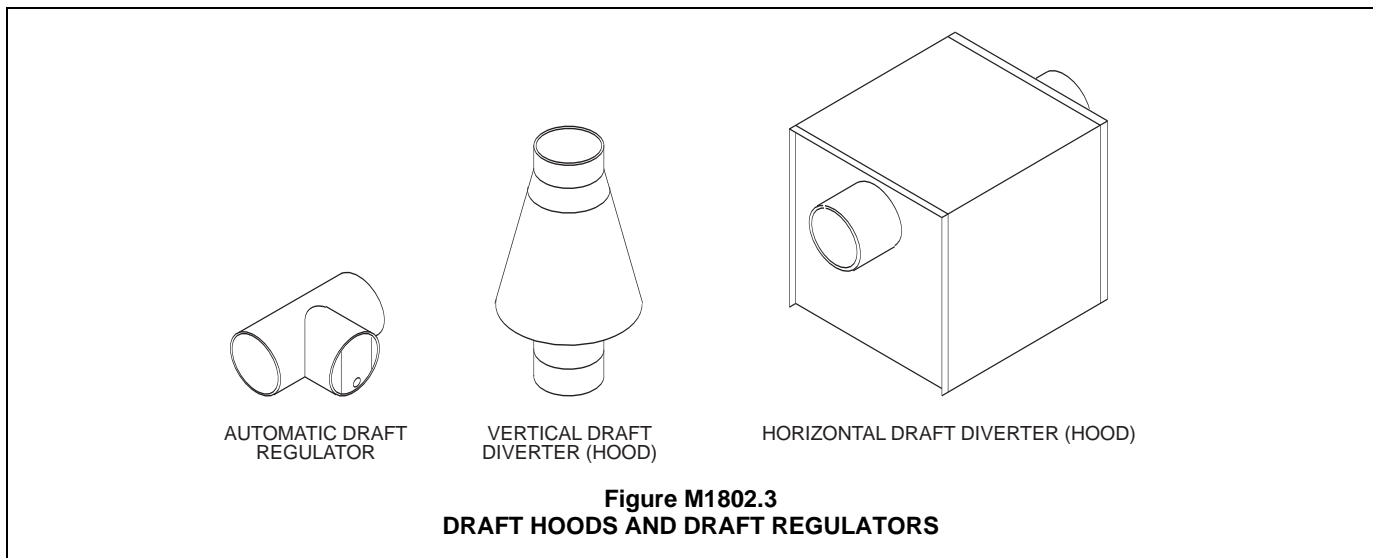 AUTOMATIC DRAFT
REGULATOR
VERTICAL DRAFT
DIVERTER (HOOD)
HORIZONTAL DRAFT DIVERTER (HOOD)
Figure M1802.3
DRAFT HOODS AND DRAFT REGULATORS